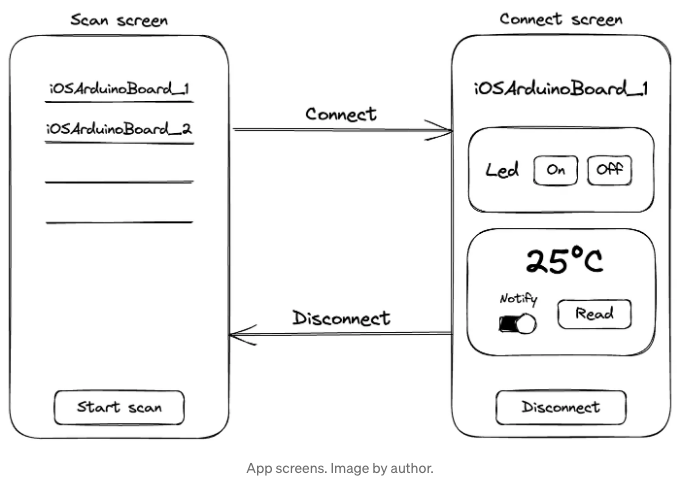 Scan screen
iOSArduinoBoard_1
iOSArduinoBoard_2
Start scan
Connect
Disconnect
Connect screen
iOSArduinoBoard_1
Led On Off
25°C
Notify
Read
Disconnect
App screens. Image by author.